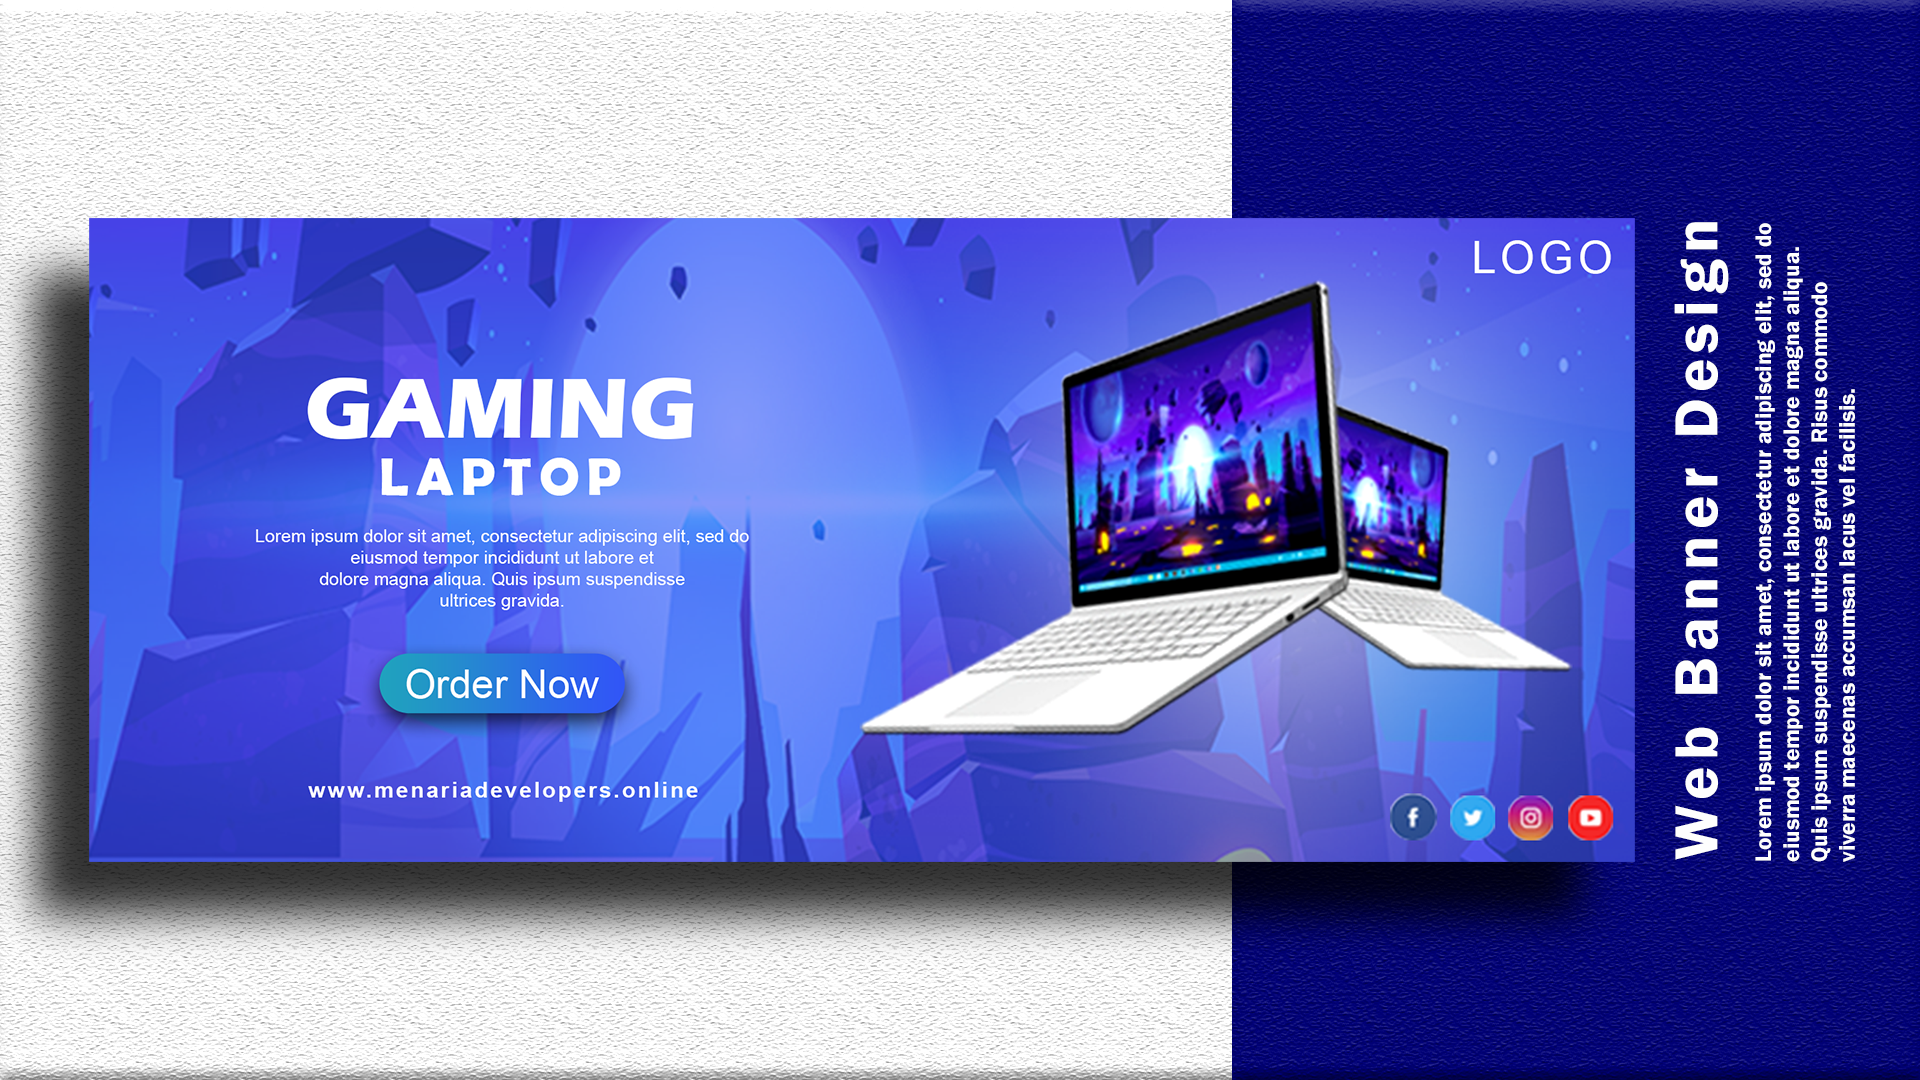 LOGO
GAMING
LAPTOP
Lorem ipsum dolor sit amet, consectetur adipiscing elit, sed do
eiusmod tempor incididunt ut labore et
dolore magna aliqua. Quis ipsum suspendisse
ultrices gravida.
Order Now
www.menariadevelopers.online
Web Banner Design
Lorem ipsum dolor sit amet, consectetur adipiscing elit, sed do
eiusmod tempor incididunt ut labore et dolore magna aliqua.
Quis ipsum suspendisse ultrices gravida. Risus commodo
viverra maecenas accumsan lacus vel facilisis.